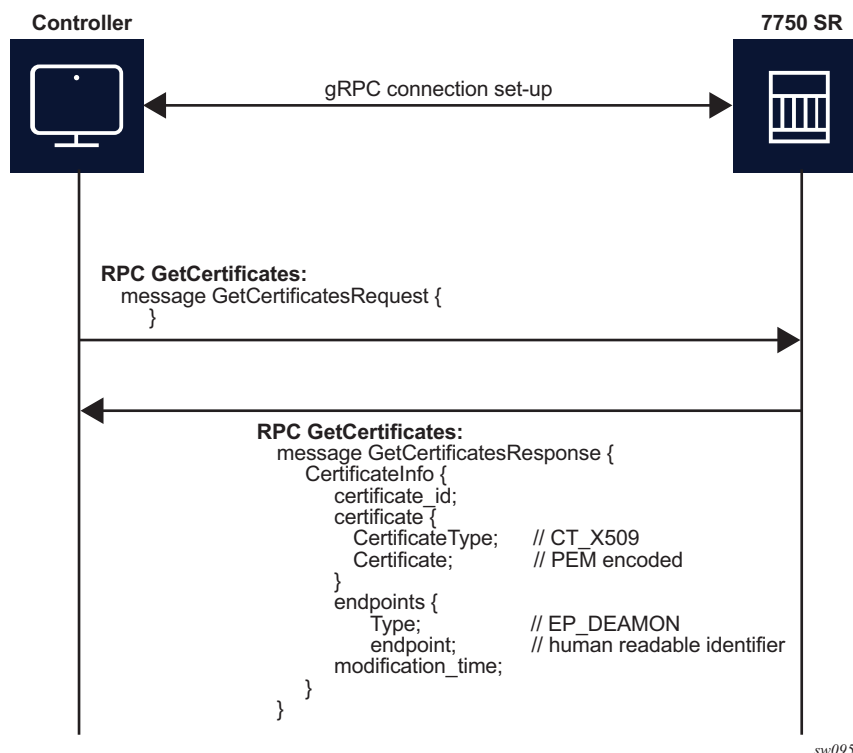 Controller
7750 SR
gRPC connection set-up
RPC GetCertificates:
message GetCertificatesRequest {
}
RPC GetCertificates:
message GetCertificatesResponse {
CertificateInfo {
certificate_id;
certificate {
CertificateType; // CT_X509
Certificate; // PEM encoded
}
endpoints {
Type; // EP_DEAMON
endpoint; // human readable identifier
modification_time;
}
}
sw095